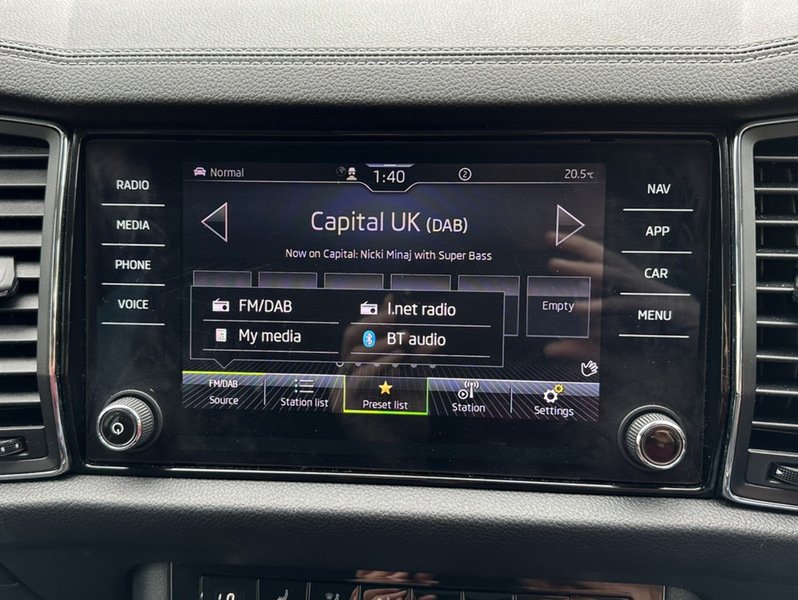 RADIO
MEDIA
PHONE
VOICE
Normal
1:40
2
20.5°C
Capital UK (DAB)
Now on Capital: Nicki Minaj with Super Bass
FM/DAB
I.net radio
My media
BT audio
Empty
FM/DAB
Source
Station list
Preset list
Station
Settings
NAV
APP
CAR
MENU